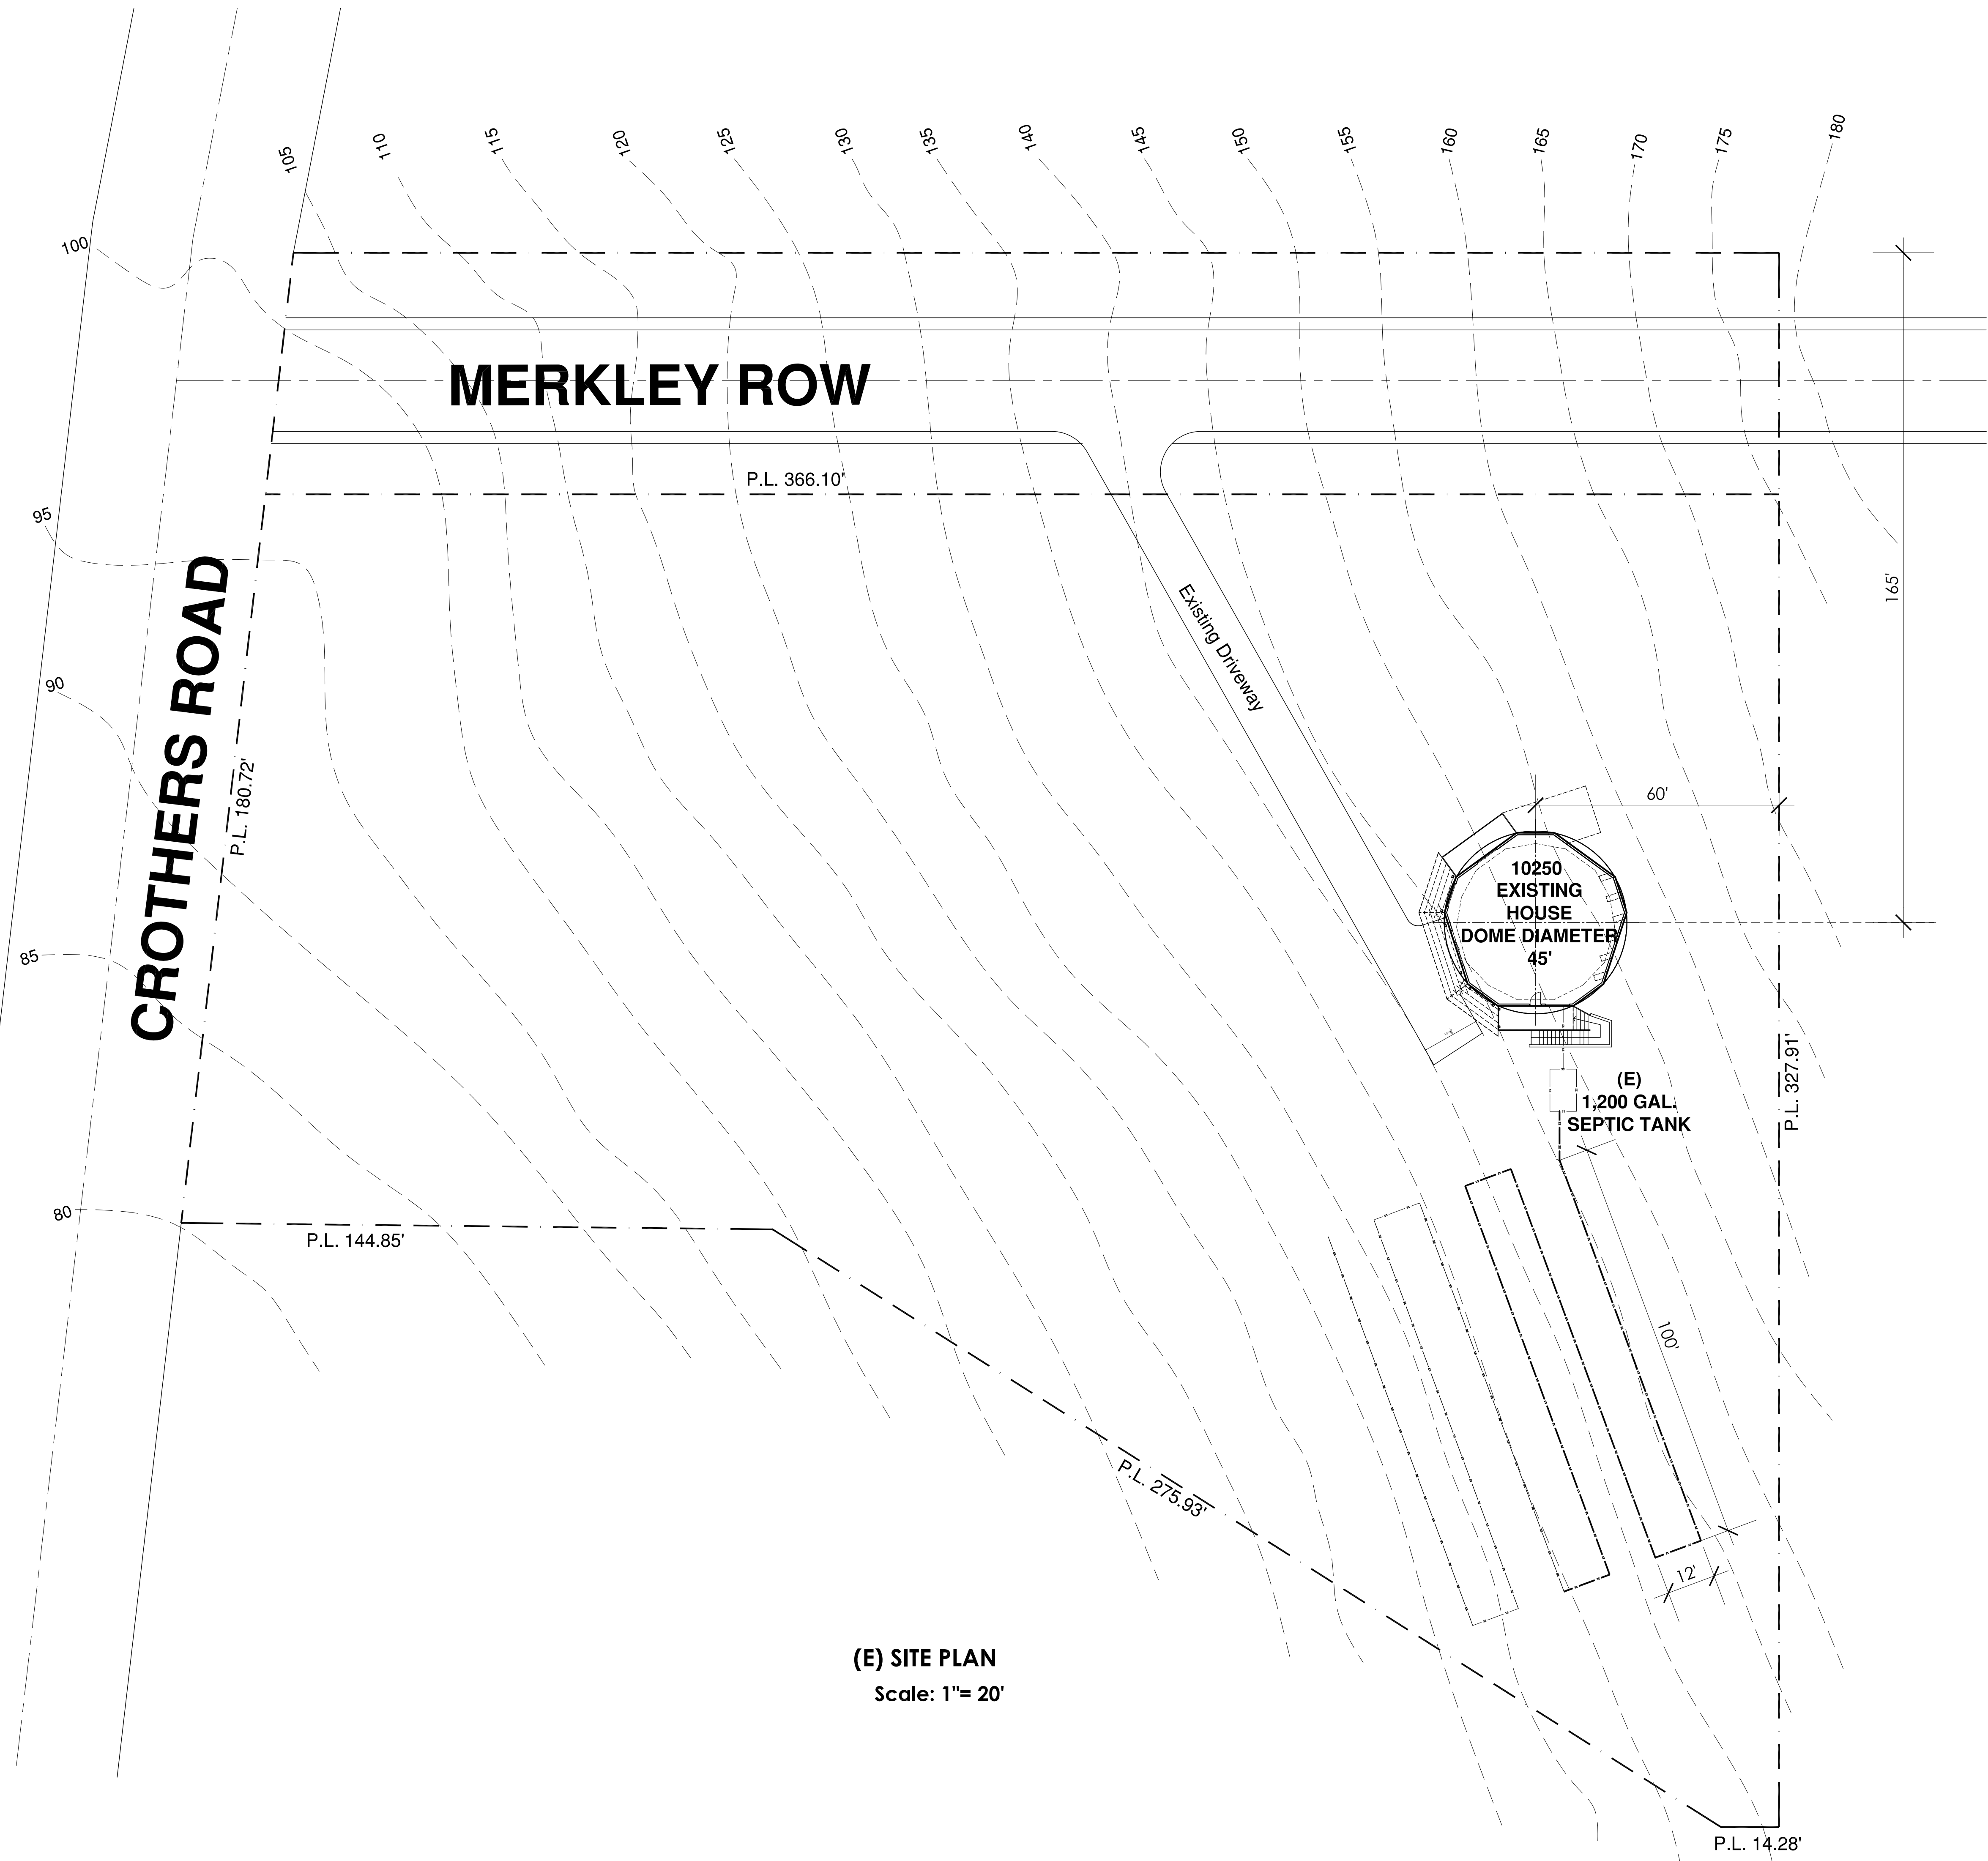 105
110
115
120
125
130
135
140
145
150
155
160
165
170
175
180
100
MERKLEY ROW
P.L. 366.10'
95
165'
Existing Driveway
90
CROTHERS ROAD
P.L. 180.72'
60'
10250
EXISTING
HOUSE
DOME DIAMETER
45'
85
P.L. 327.91'
(E)
1,200 GAL.
SEPTIC TANK
80
P.L. 144.85'
100'
P.L. 275.93'
12'
(E) SITE PLAN
Scale: 1"= 20'
P.L. 14.28'